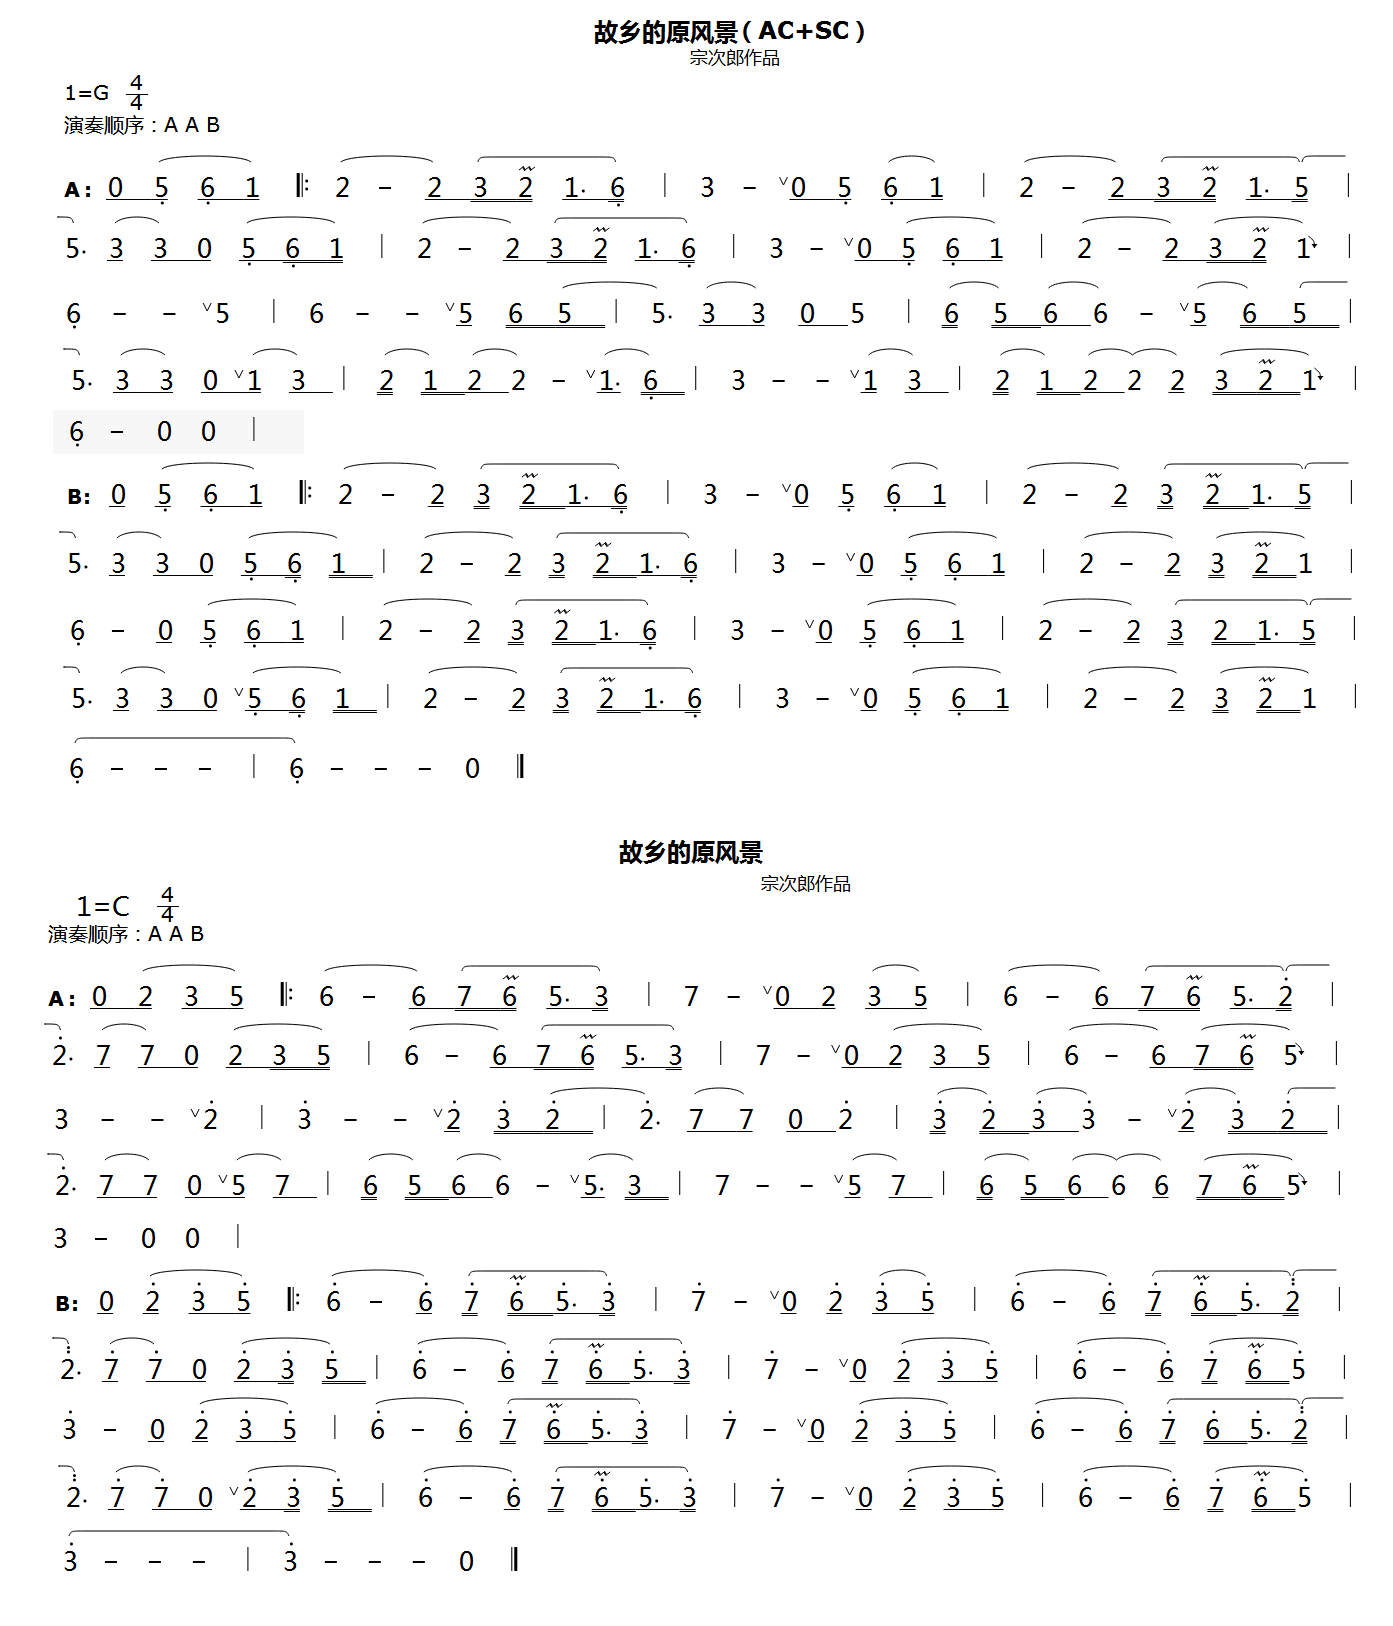 故乡的原风景（AC+SC）
宗次郎作品
1=G 4/4
演奏顺序：A A B
A: 0 5 6 1 |: 2 – 2 3 2 1. 6 | 3 – ∨0 5 6 1 | 2 – 2 3 2 1. 5 |
5. 3 3 0 5 6 1 | 2 – 2 3 2 1. 6 | 3 – ∨0 5 6 1 | 2 – 2 3 2 1 |
6 – – ∨5 | 6 – – ∨5 6 5 | 5. 3 3 0 5 | 6 5 6 6 – ∨5 6 5 |
5. 3 3 0 ∨1 3 | 2 1 2 2 – ∨1. 6 | 3 – – ∨1 3 | 2 1 2 2 2 3 2 1 |
6 – 0 0 |
B: 0 5 6 1 |: 2 – 2 3 2 1. 6 | 3 – ∨0 5 6 1 | 2 – 2 3 2 1. 5 |
5. 3 3 0 5 6 1 | 2 – 2 3 2 1. 6 | 3 – ∨0 5 6 1 | 2 – 2 3 2 1 |
6 – 0 5 6 1 | 2 – 2 3 2 1. 6 | 3 – ∨0 5 6 1 | 2 – 2 3 2 1. 5 |
5. 3 3 0 ∨5 6 1 | 2 – 2 3 2 1. 6 | 3 – ∨0 5 6 1 | 2 – 2 3 2 1 |
6 – – – | 6 – – – 0 ‖
故乡的原风景
宗次郎作品
1=C 4/4
演奏顺序：A A B
A: 0 2 3 5 |: 6 – 6 7 6 5. 3 | 7 – ∨0 2 3 5 | 6 – 6 7 6 5. 2 |
2. 7 7 0 2 3 5 | 6 – 6 7 6 5. 3 | 7 – ∨0 2 3 5 | 6 – 6 7 6 5 |
3 – – ∨2 | 3 – – ∨2 3 2 | 2. 7 7 0 2 | 3 2 3 3 – ∨2 3 2 |
2. 7 7 0 ∨5 7 | 6 5 6 6 – ∨5. 3 | 7 – – ∨5 7 | 6 5 6 6 6 7 6 5 |
3 – 0 0 |
B: 0 2 3 5 |: 6 – 6 7 6 5. 3 | 7 – ∨0 2 3 5 | 6 – 6 7 6 5. 2 |
2. 7 7 0 2 3 5 | 6 – 6 7 6 5. 3 | 7 – ∨0 2 3 5 | 6 – 6 7 6 5 |
3 – 0 2 3 5 | 6 – 6 7 6 5. 3 | 7 – ∨0 2 3 5 | 6 – 6 7 6 5. 2 |
2. 7 7 0 ∨2 3 5 | 6 – 6 7 6 5. 3 | 7 – ∨0 2 3 5 | 6 – 6 7 6 5 |
3 – – – | 3 – – – 0 ‖